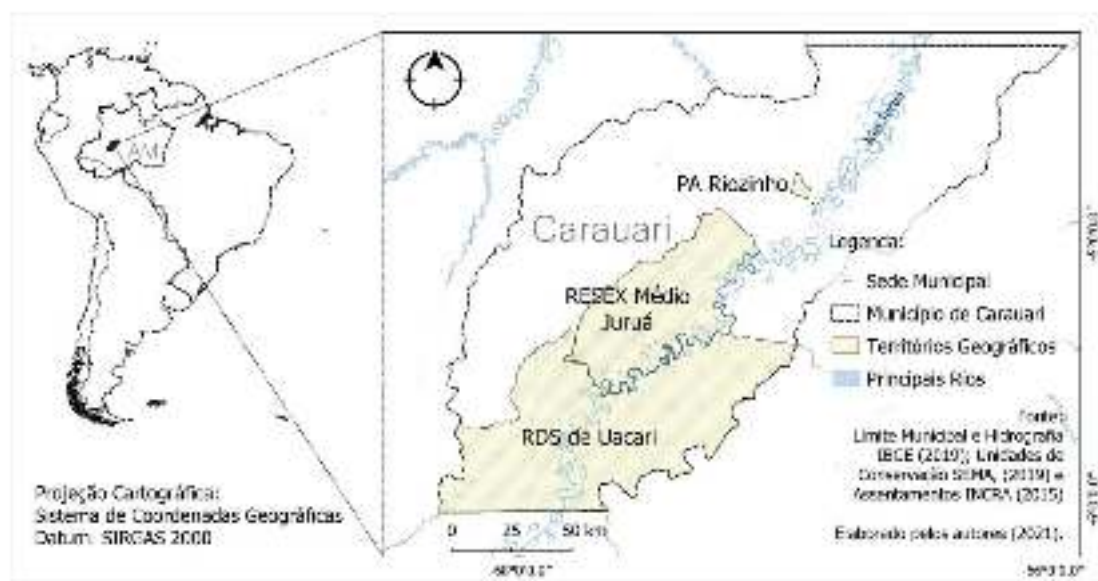 AM
PA Riozinho
Carauari
RESEX Médio
Juruá
RDS de Uacari
Legenda:
Sede Municipal
Município de Carauari
Territórios Geográficos
Principais Rios
Fonte:
Limite Municipal e Hidrografia
IBGE (2019); Unidades de
Conservação SEMA, (2019) e
Assentamentos INCRA (2015)
Elaborado pelos autores (2021).
Projeção Cartográfica:
Sistema de Coordenadas Geográficas
Datum: SIRGAS 2000
0 25 50 km